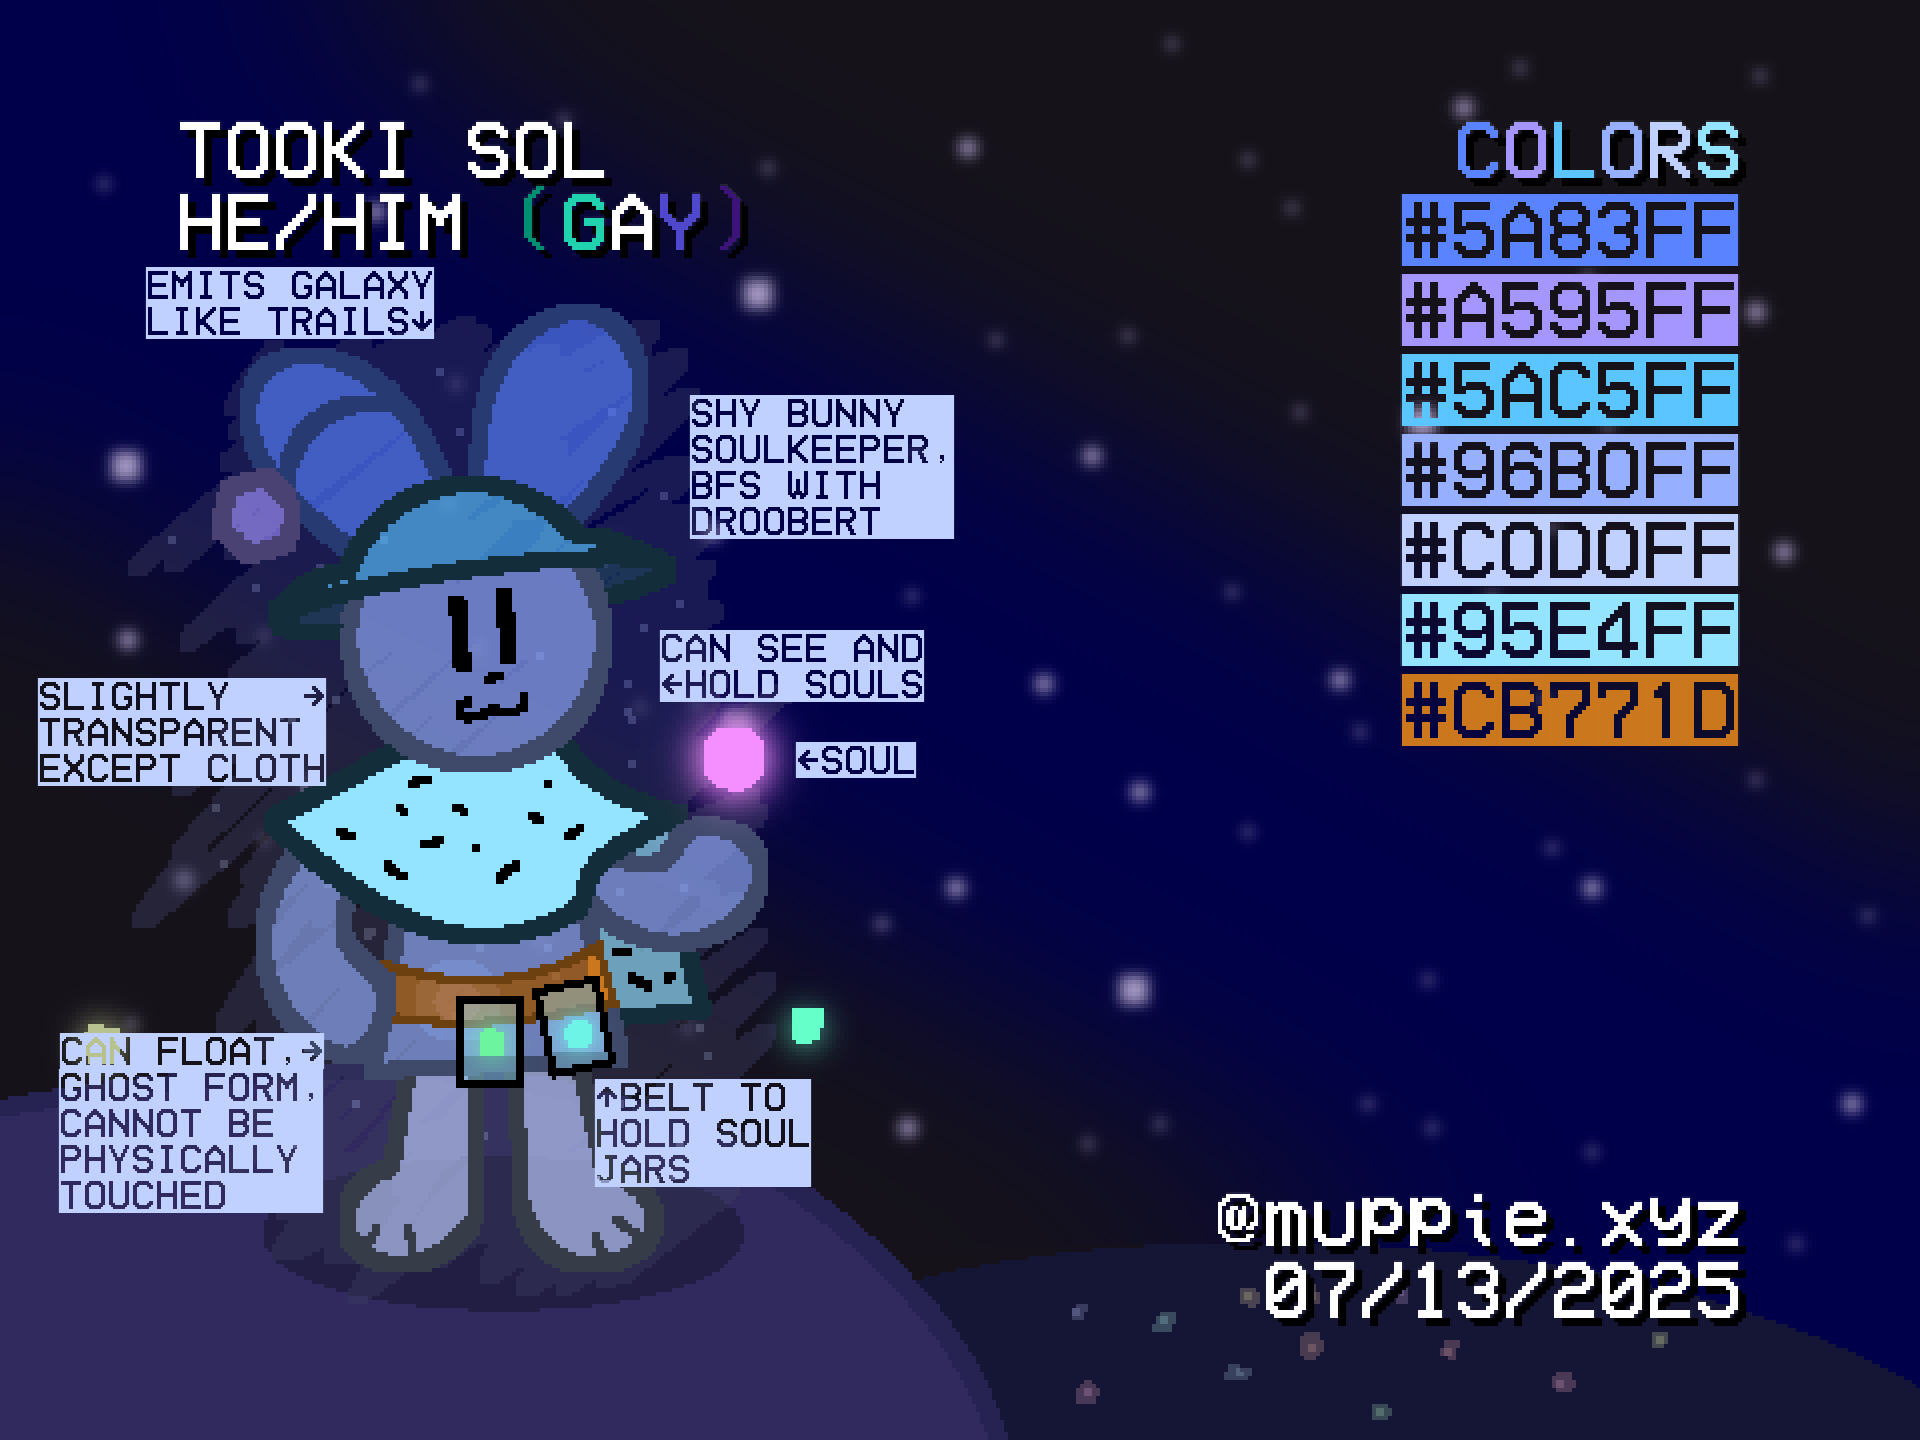 TOOKI SOL
HE/HIM (GAY)
EMITS GALAXY
LIKE TRAILS↓
SHY BUNNY
SOULKEEPER,
BFS WITH
DROOBERT
CAN SEE AND
←HOLD SOULS
←SOUL
SLIGHTLY →
TRANSPARENT
EXCEPT CLOTH
CAN FLOAT,→
GHOST FORM,
CANNOT BE
PHYSICALLY
TOUCHED
↑BELT TO
HOLD SOUL
JARS
COLORS
#5A83FF
#A595FF
#5AC5FF
#96B0FF
#C0D0FF
#95E4FF
#CB771D
@muppie.xyz
07/13/2025